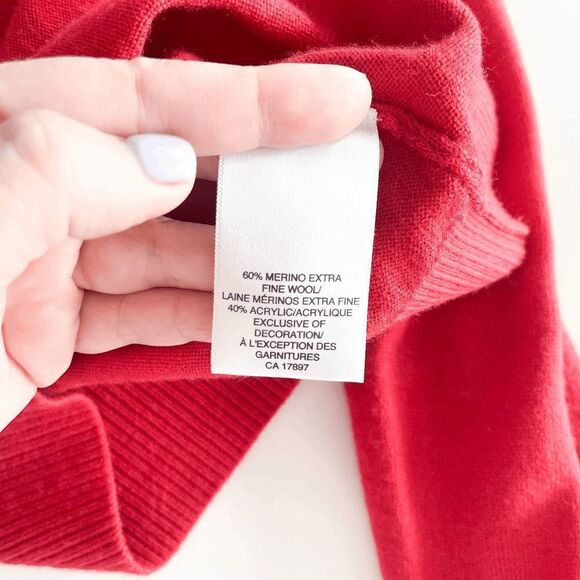 60% MERINO EXTRA
FINE WOOL/
LAINE MÉRINOS EXTRA FINE
40% ACRYLIC/ACRYLIQUE
EXCLUSIVE OF
DECORATION/
À L'EXCEPTION DES
GARNITURES
CA 17897